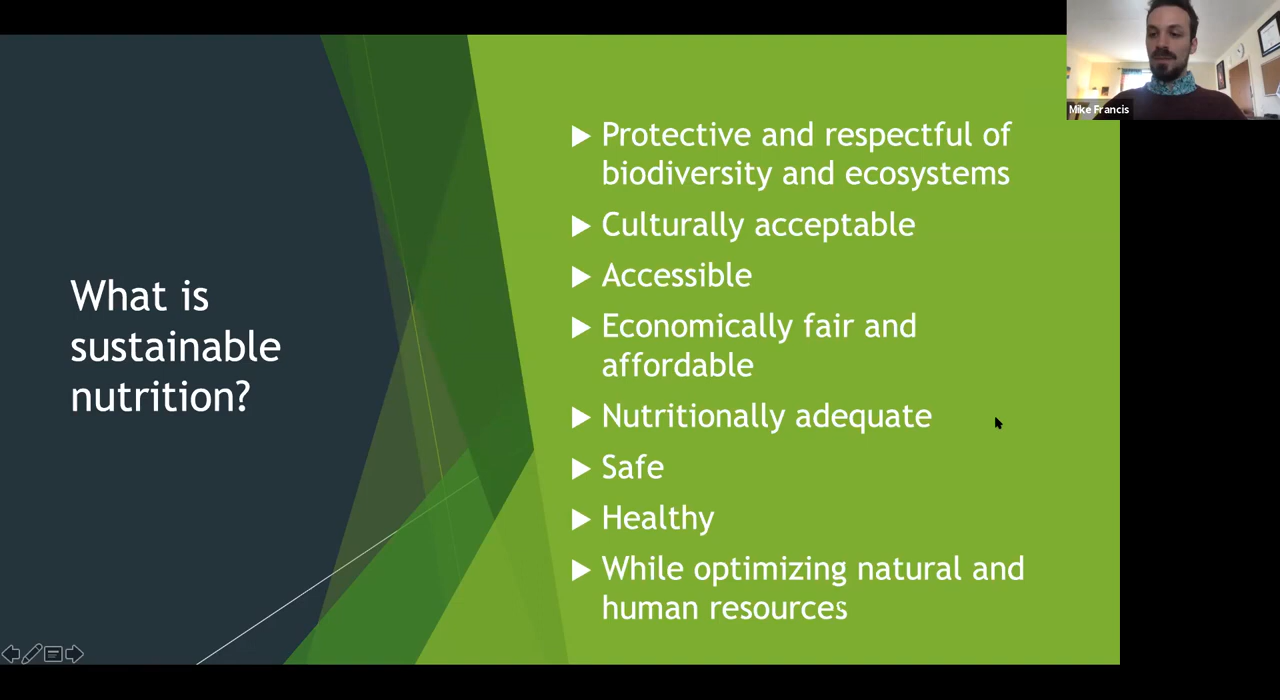 What is
sustainable
nutrition?
▶ Protective and respectful of
biodiversity and ecosystems
▶ Culturally acceptable
▶ Accessible
▶ Economically fair and
affordable
▶ Nutritionally adequate
▶ Safe
▶ Healthy
▶ While optimizing natural and
human resources
Mike Francis